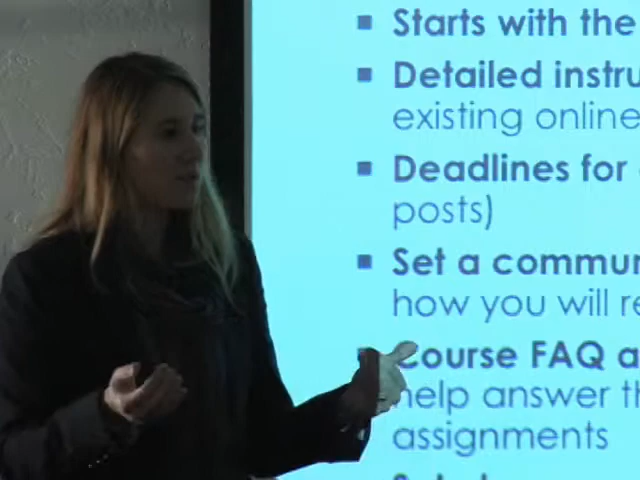 Starts with the
Detailed instru
existing online
Deadlines for
posts)
Set a commun
how you will re
Course FAQ a
help answer th
assignments